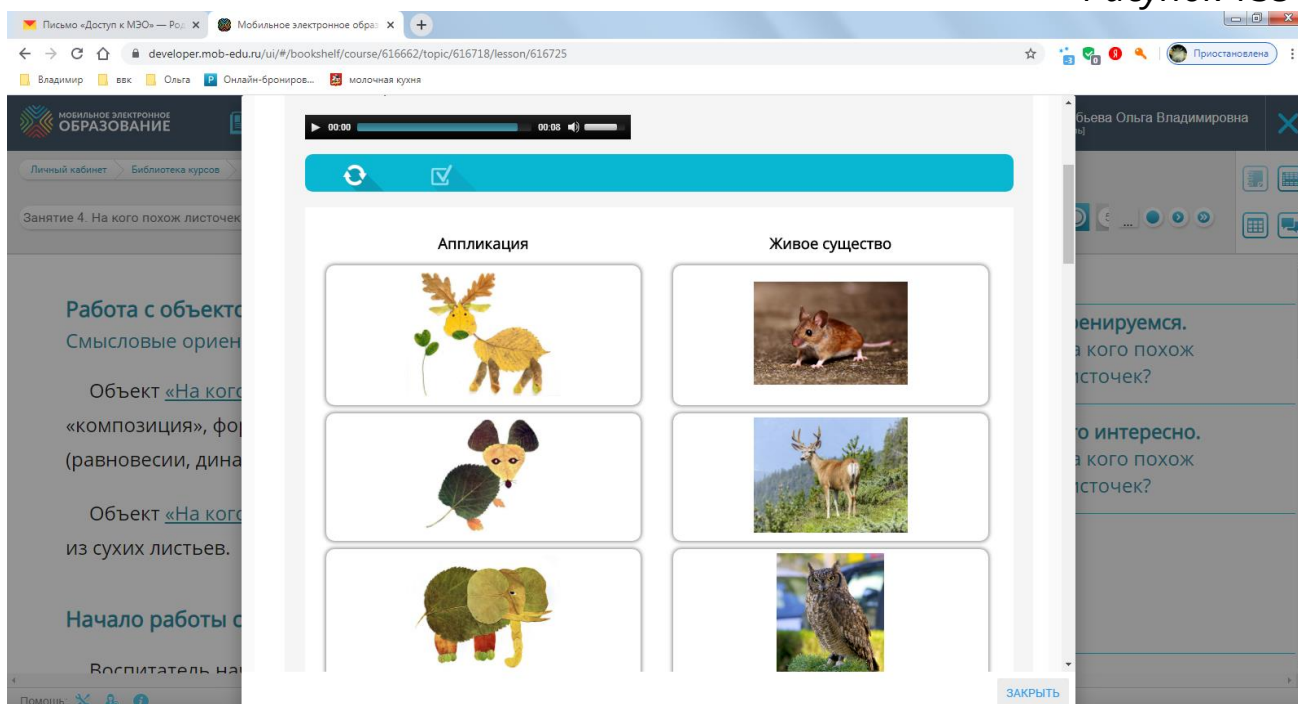 Письмо «Доступ к МЭО» — Ро
Мобильное электронное образ
developer.mob-edu.ru/ui/#/bookshelf/course/616662/topic/616718/lesson/616725
Приостановлена
Владимир ввк Ольга Онлайн-брониров... молочная кухня
МОБИЛЬНОЕ ЭЛЕКТРОННОЕ
ОБРАЗОВАНИЕ
00:00 00:08
бьева Ольга Владимировна
Личный кабинет Библиотека курсов
Занятие 4. На кого похож листочек
...
Аппликация Живое существо
Работа с объекто
Смысловые ориен
Объект «На кого
«композиция», фор
(равновесии, дина
Объект «На кого
из сухих листьев.
Начало работы с
Воспитатель на
ренируемся.
а кого похож
источек?
то интересно.
а кого похож
источек?
ЗАКРЫТЬ
Помощь: